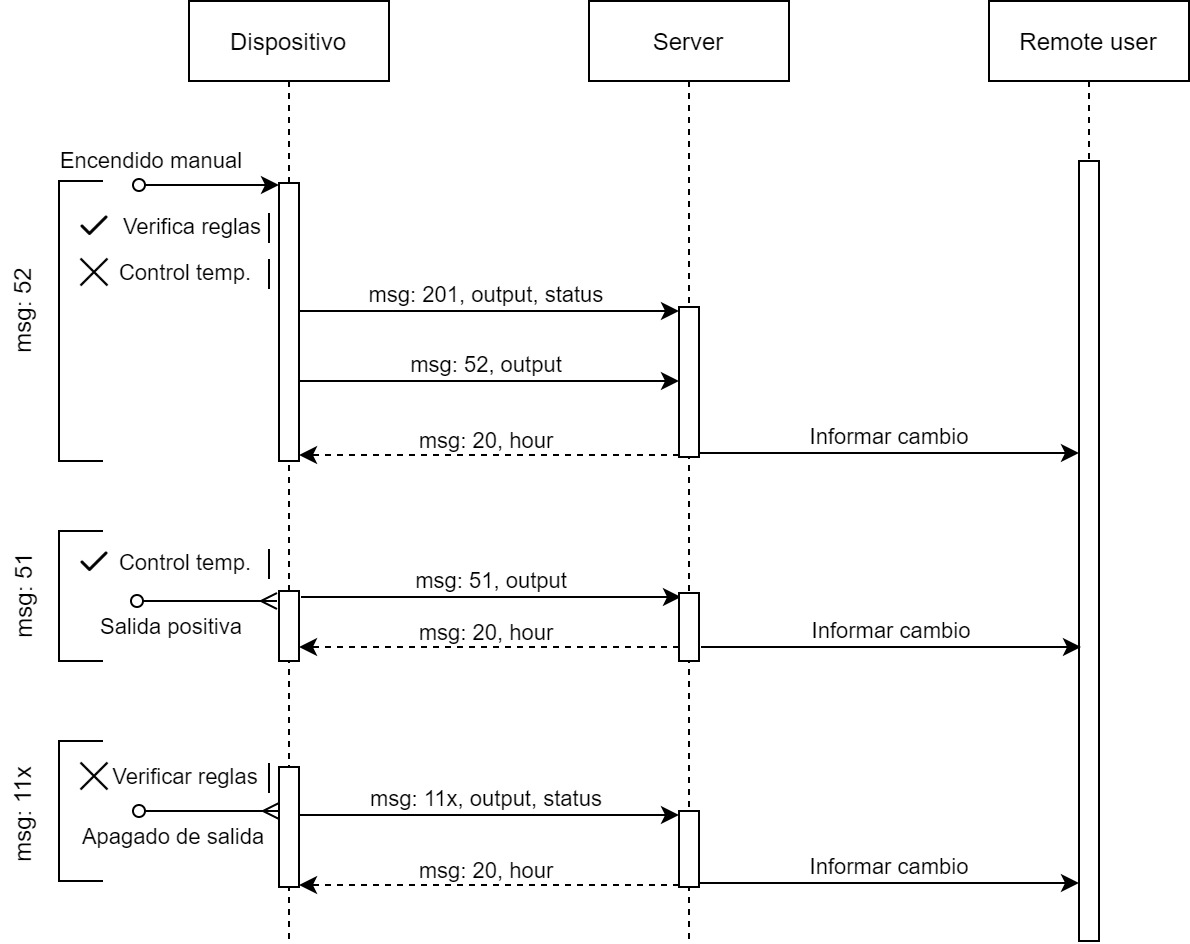 Dispositivo
Server
Remote user
Encendido manual
Verifica reglas
Control temp.
msg: 52
msg: 201, output, status
msg: 52, output
msg: 20, hour
Informar cambio
Control temp.
msg: 51
Salida positiva
msg: 51, output
msg: 20, hour
Informar cambio
Verificar reglas
msg: 11x
Apagado de salida
msg: 11x, output, status
msg: 20, hour
Informar cambio